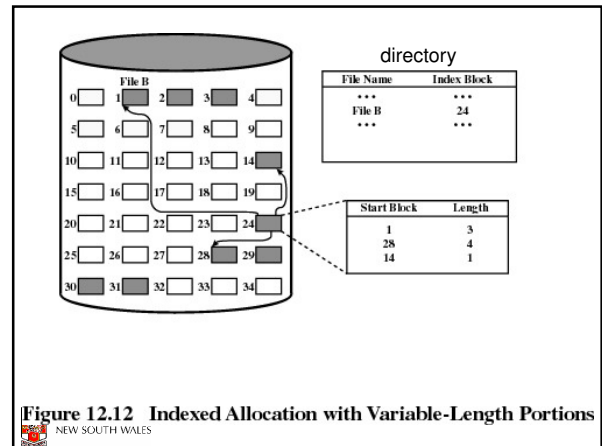 directory
File Name Index Block
• • • • • •
File B 24
• • • • • •
File B
0 1 2 3 4
5 6 7 8 9
10 11 12 13 14
15 16 17 18 19
20 21 22 23 24
25 26 27 28 29
30 31 32 33 34
Start Block Length
1 3
28 4
14 1
Figure 12.12 Indexed Allocation with Variable-Length Portions
NEW SOUTH WALES